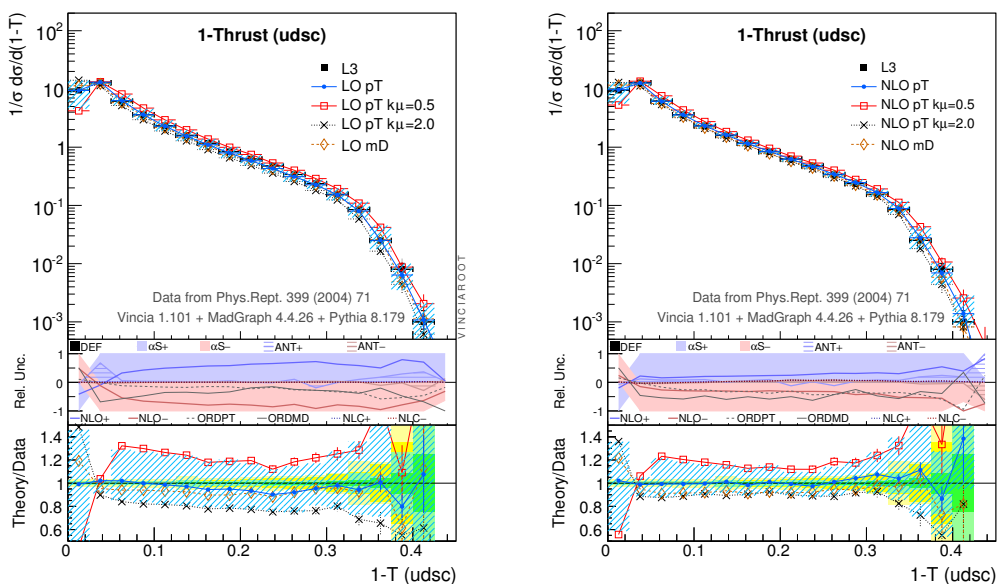 1-Thrust (udsc)
1/σ dσ/d(1-T)
10²
10
1
10⁻¹
10⁻²
10⁻³
L3
LO pT
LO pT kμ=0.5
LO pT kμ=2.0
LO mD
Data from Phys.Rept. 399 (2004) 71
Vincia 1.101 + MadGraph 4.4.26 + Pythia 8.179
VINCIAROOT
Rel. Unc.
1
0
-1
DEF αS+ αS− ANT+ ANT−
NLO+ NLO− ORDPT ORDMD NLC+ NLC−
Theory/Data
1.4
1.2
1
0.8
0.6
0 0.1 0.2 0.3 0.4
1-T (udsc)
1-Thrust (udsc)
1/σ dσ/d(1-T)
10²
10
1
10⁻¹
10⁻²
10⁻³
L3
NLO pT
NLO pT kμ=0.5
NLO pT kμ=2.0
NLO mD
Data from Phys.Rept. 399 (2004) 71
Vincia 1.101 + MadGraph 4.4.26 + Pythia 8.179
Rel. Unc.
1
0
-1
DEF αS+ αS− ANT+ ANT−
NLO+ NLO− ORDPT ORDMD NLC+ NLC−
Theory/Data
1.4
1.2
1
0.8
0.6
0 0.1 0.2 0.3 0.4
1-T (udsc)